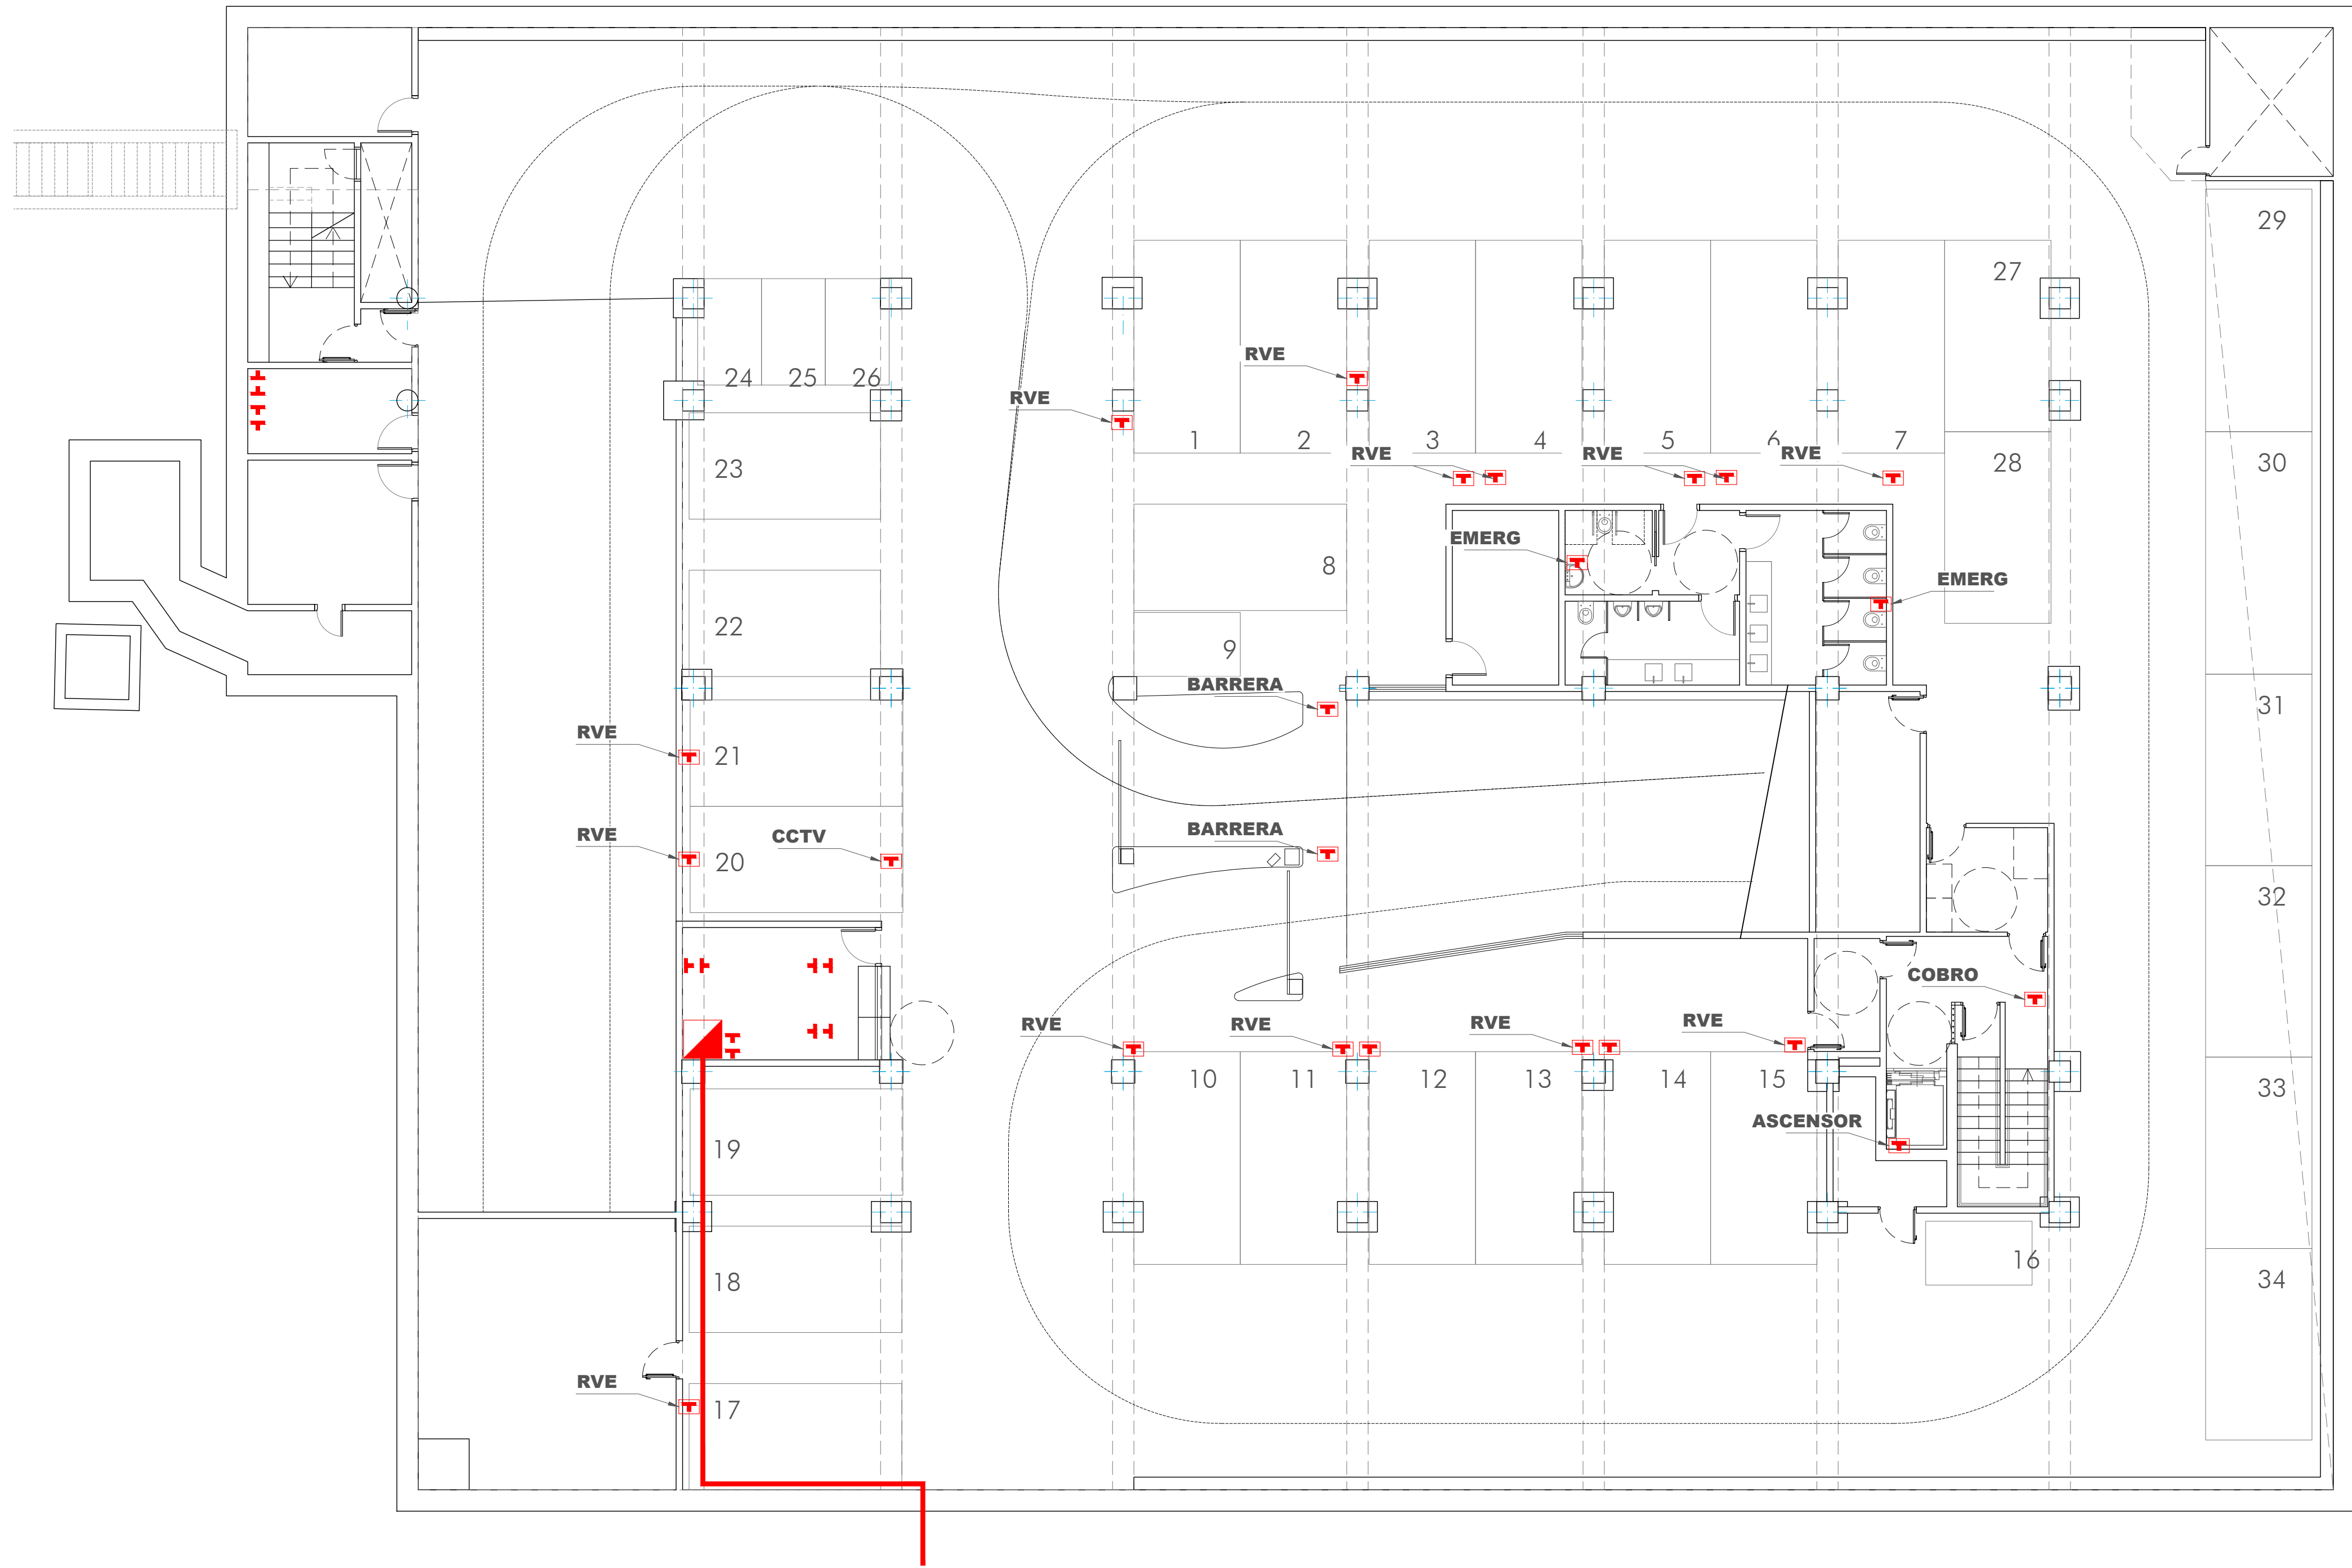 29
27
RVE
24 25 26
RVE
1 2 3 4 5 6 7
RVE RVE RVE
23 28 30
EMERG
8
EMERG
22
9
BARRERA
31
RVE
21
BARRERA
RVE
CCTV
20
32
COBRO
RVE RVE RVE RVE
10 11 12 13 14 15
33
ASCENSOR
19
16
18
34
RVE
17